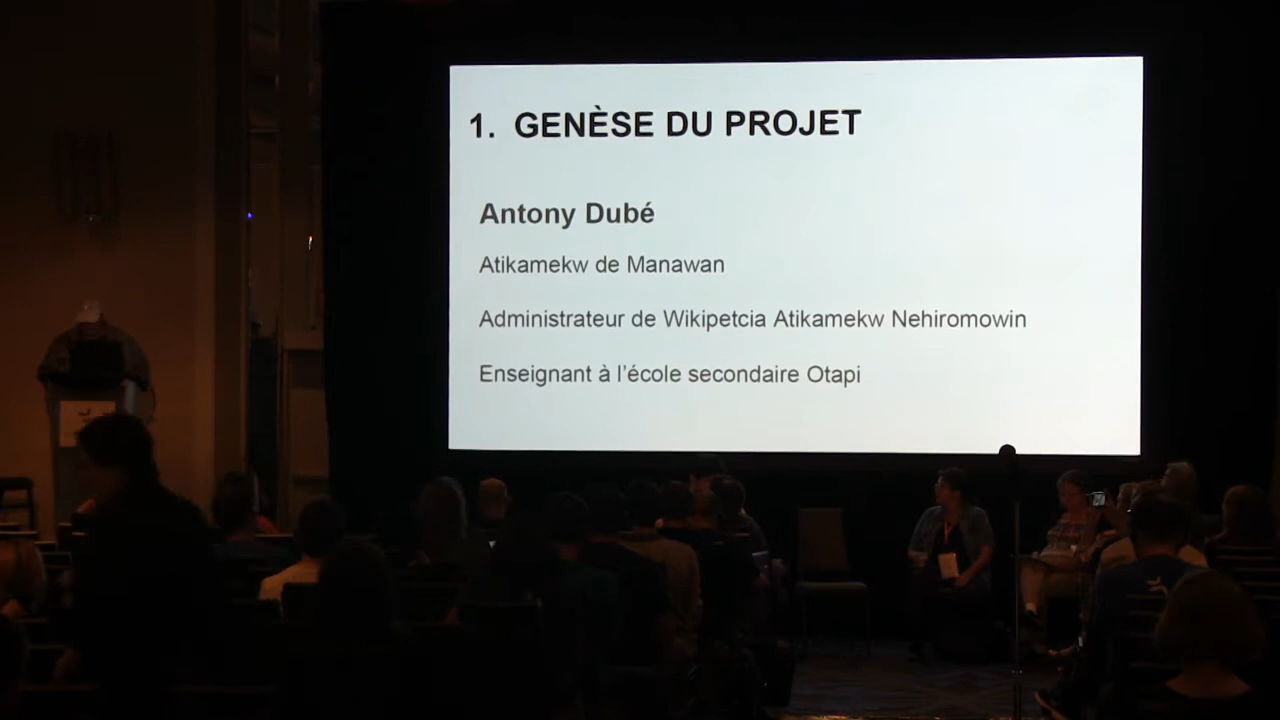 1. GENÈSE DU PROJET
Antony Dubé
Atikamekw de Manawan
Administrateur de Wikipetcia Atikamekw Nehiromowin
Enseignant à l'école secondaire Otapi